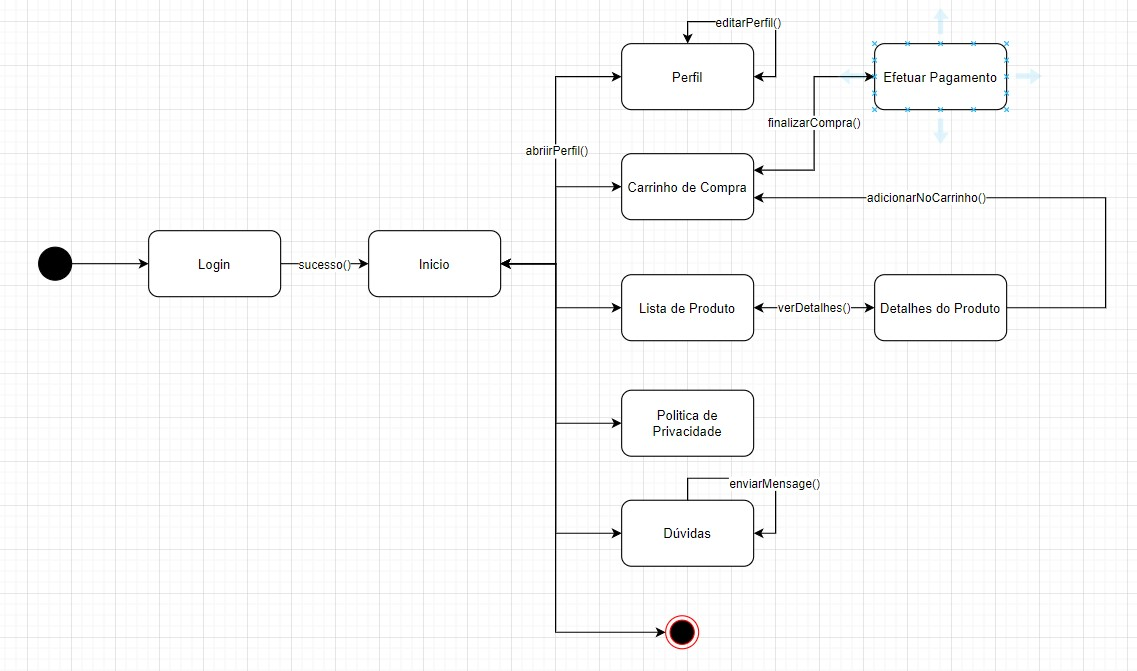 editarPerfil()
Perfil
Efetuar Pagamento
finalizarCompra()
abriirPerfil()
Carrinho de Compra
adicionarNoCarrinho()
Login
sucesso()
Inicio
Lista de Produto
verDetalhes()
Detalhes do Produto
Politica de
Privacidade
enviarMensage()
Dúvidas